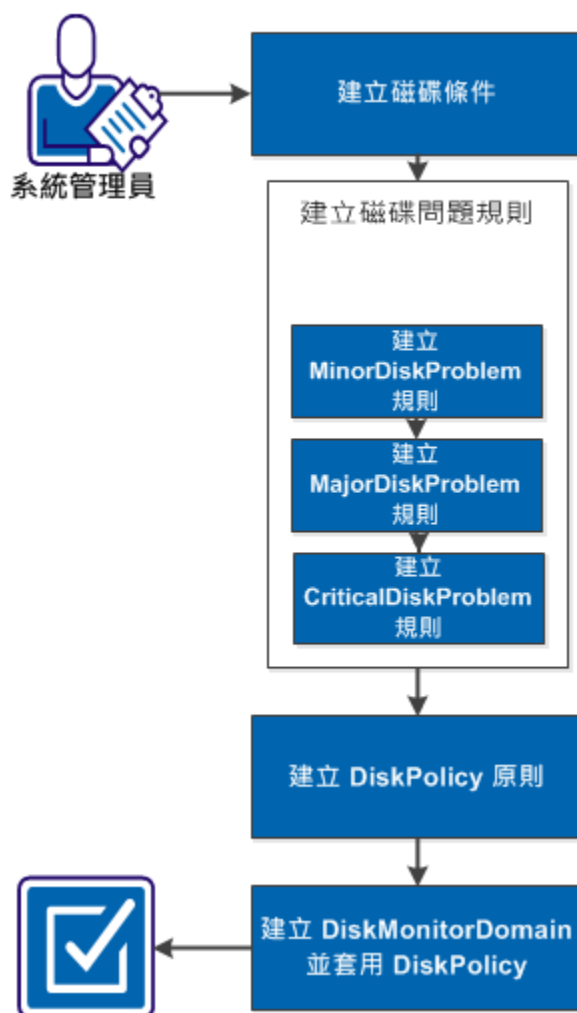 建立磁碟條件
系統管理員
建立磁碟問題規則
建立
MinorDiskProblem
規則
建立
MajorDiskProblem
規則
建立
CriticalDiskProblem
規則
建立 DiskPolicy 原則
建立 DiskMonitorDomain
並套用 DiskPolicy